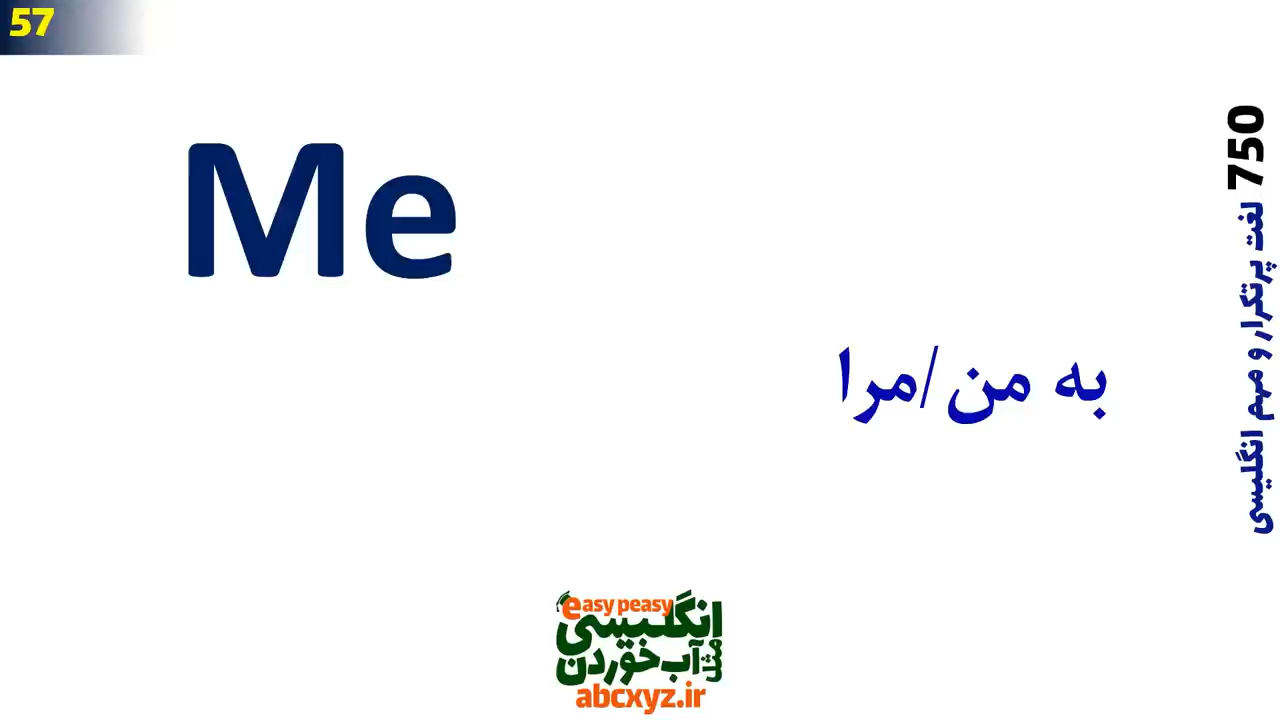 57
Me
به من/مرا
750 لغت پرتکرار و مهم انگلیسی
easy peasy
انگلیسی
مثل آب خوردن
abcxyz.ir